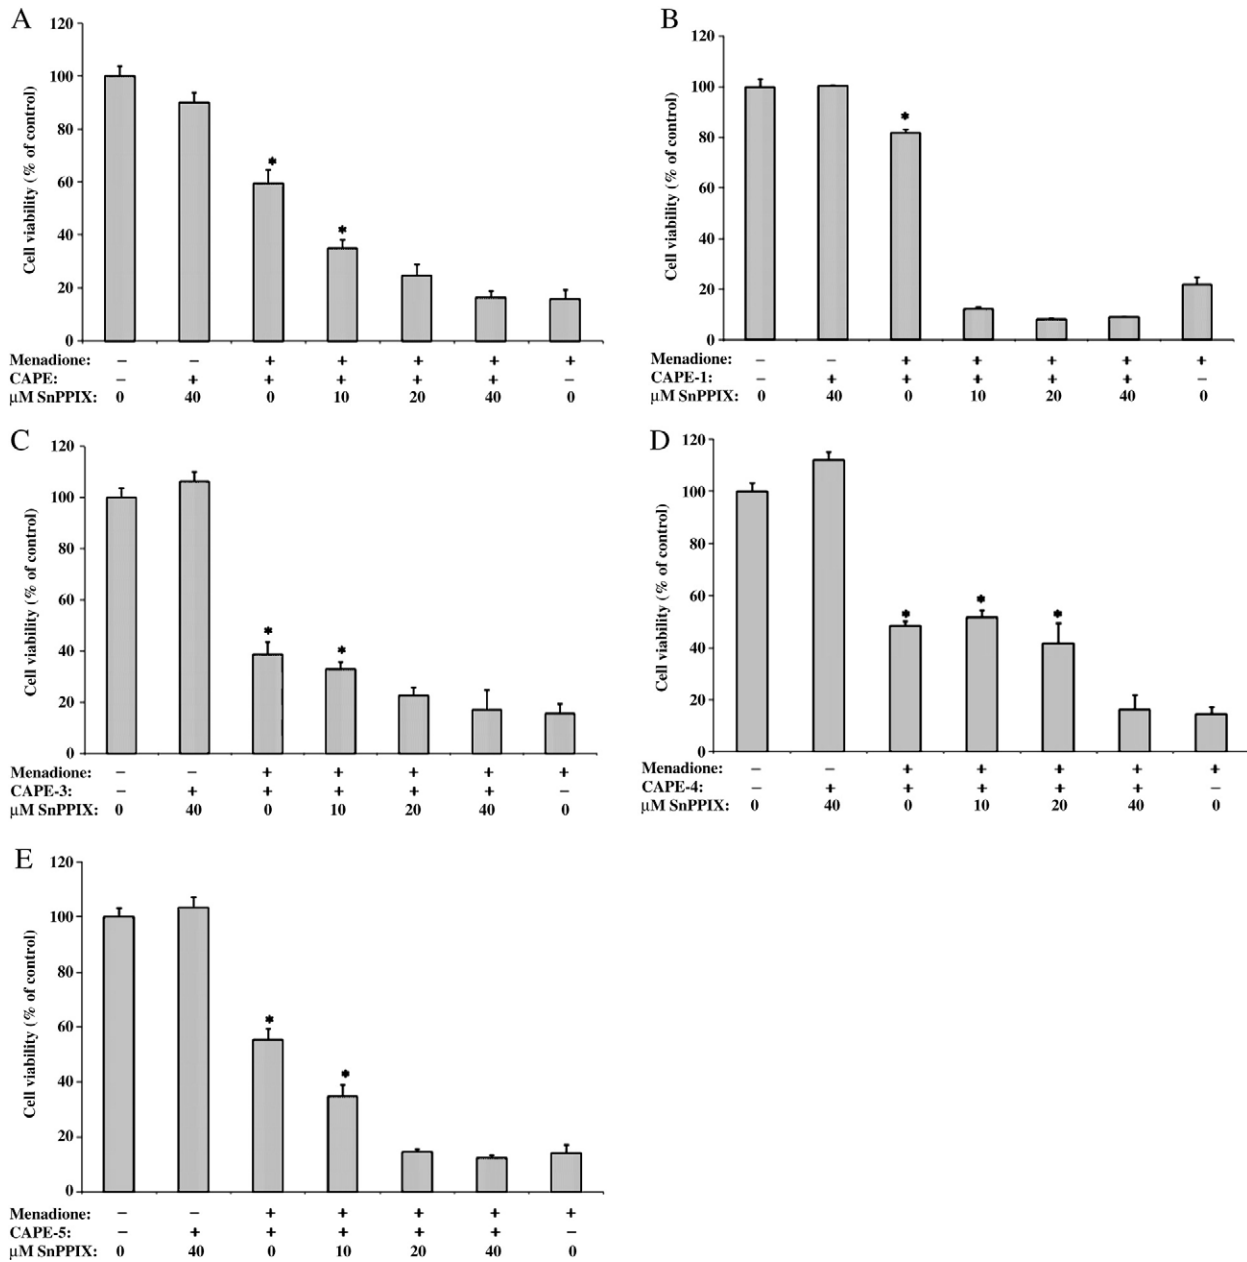 A
Cell viability (% of control)
120
100
80
60
40
20
0
*
*
Menadione: – – + + + + +
CAPE: – + + + + + –
μM SnPPIX: 0 40 0 10 20 40 0
B
Cell viability (% of control)
120
100
80
60
40
20
0
*
Menadione: – – + + + + +
CAPE-1: – + + + + + –
μM SnPPIX: 0 40 0 10 20 40 0
C
Cell viability (% of control)
120
100
80
60
40
20
0
*
*
Menadione: – – + + + + +
CAPE-3: – + + + + + –
μM SnPPIX: 0 40 0 10 20 40 0
D
Cell viability (% of control)
120
100
80
60
40
20
0
*
*
*
Menadione: – – + + + + +
CAPE-4: – + + + + + –
μM SnPPIX: 0 40 0 10 20 40 0
E
Cell viability (% of control)
120
100
80
60
40
20
0
*
*
Menadione: – – + + + + +
CAPE-5: – + + + + + –
μM SnPPIX: 0 40 0 10 20 40 0